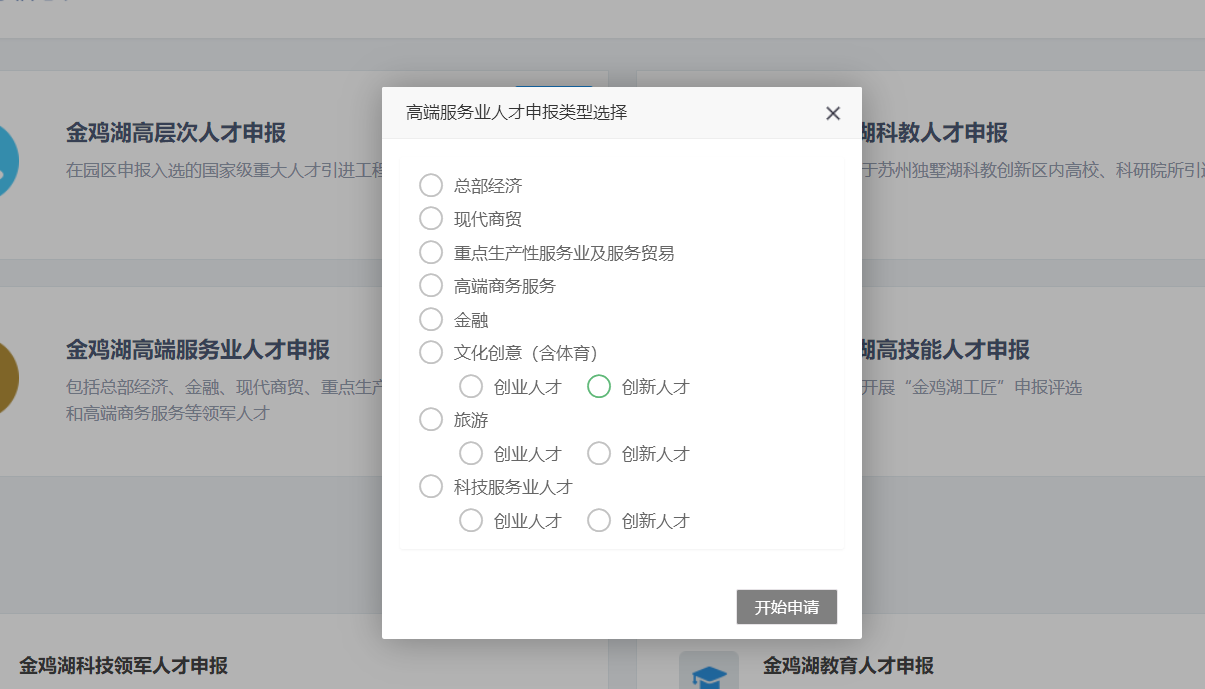 高端服务业人才申报类型选择
总部经济
现代商贸
重点生产性服务业及服务贸易
高端商务服务
金融
文化创意（含体育）
创业人才 创新人才
旅游
创业人才 创新人才
科技服务业人才
创业人才 创新人才
开始申请
金鸡湖高层次人才申报
在园区申报入选的国家级重大人才引进工程
湖科教人才申报
于苏州独墅湖科教创新区内高校、科研院所引
金鸡湖高端服务业人才申报
包括总部经济、金融、现代商贸、重点生产
和高端商务服务等领军人才
湖高技能人才申报
开展“金鸡湖工匠”申报评选
金鸡湖科技领军人才申报
金鸡湖教育人才申报